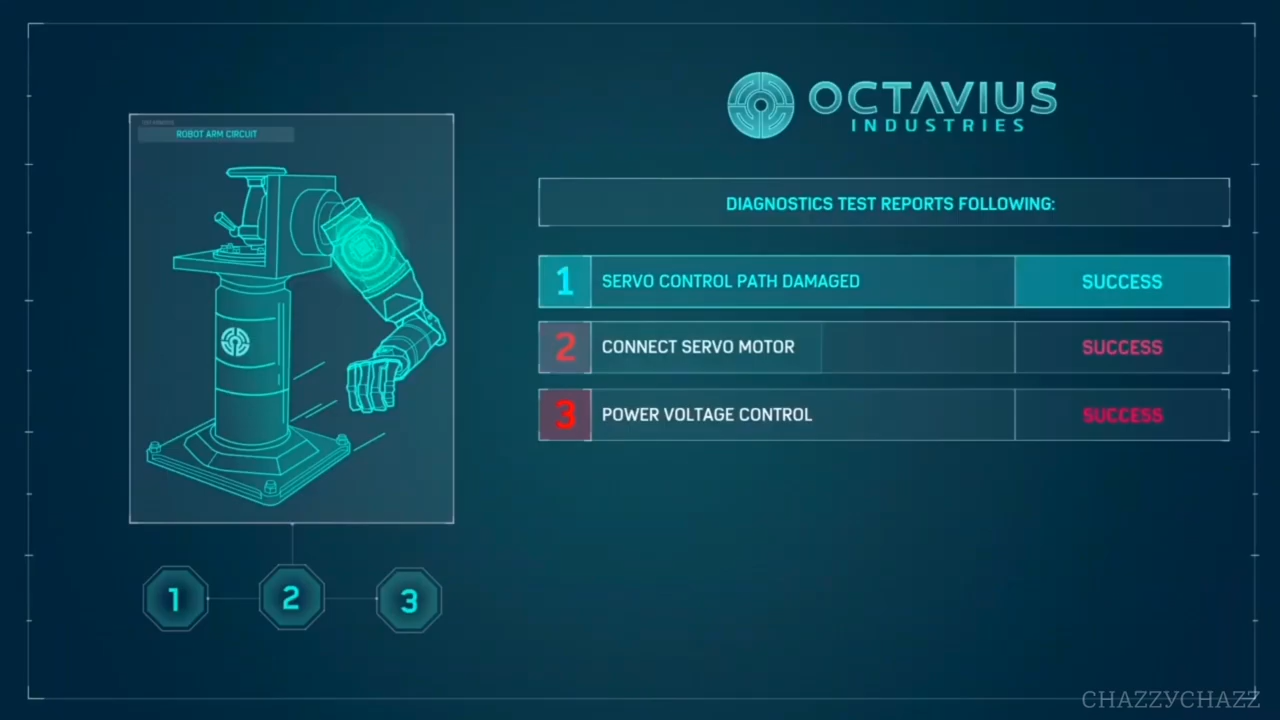 ROBOT ARM CIRCUIT
OCTAVIUS
INDUSTRIES
DIAGNOSTICS TEST REPORTS FOLLOWING:
1 SERVO CONTROL PATH DAMAGED SUCCESS
2 CONNECT SERVO MOTOR SUCCESS
3 POWER VOLTAGE CONTROL SUCCESS
1 2 3
CHAZZYCHAZZ